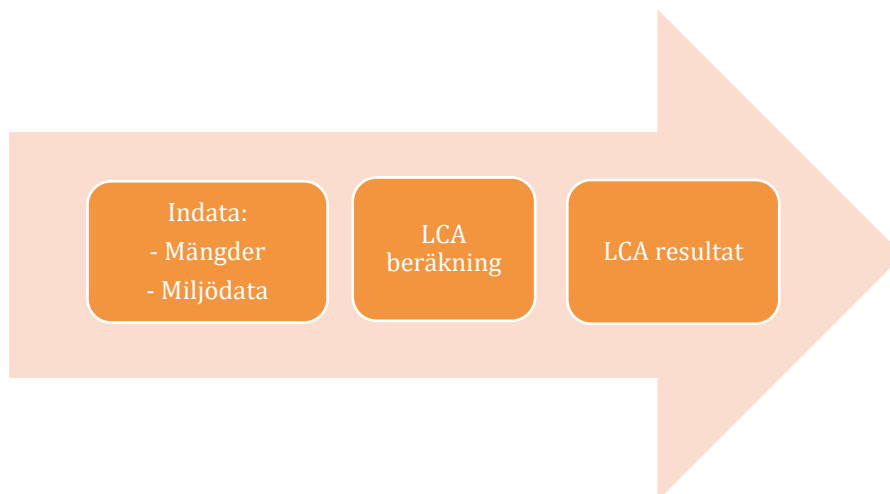 Indata:
- Mängder
- Miljödata
LCA
beräkning
LCA resultat